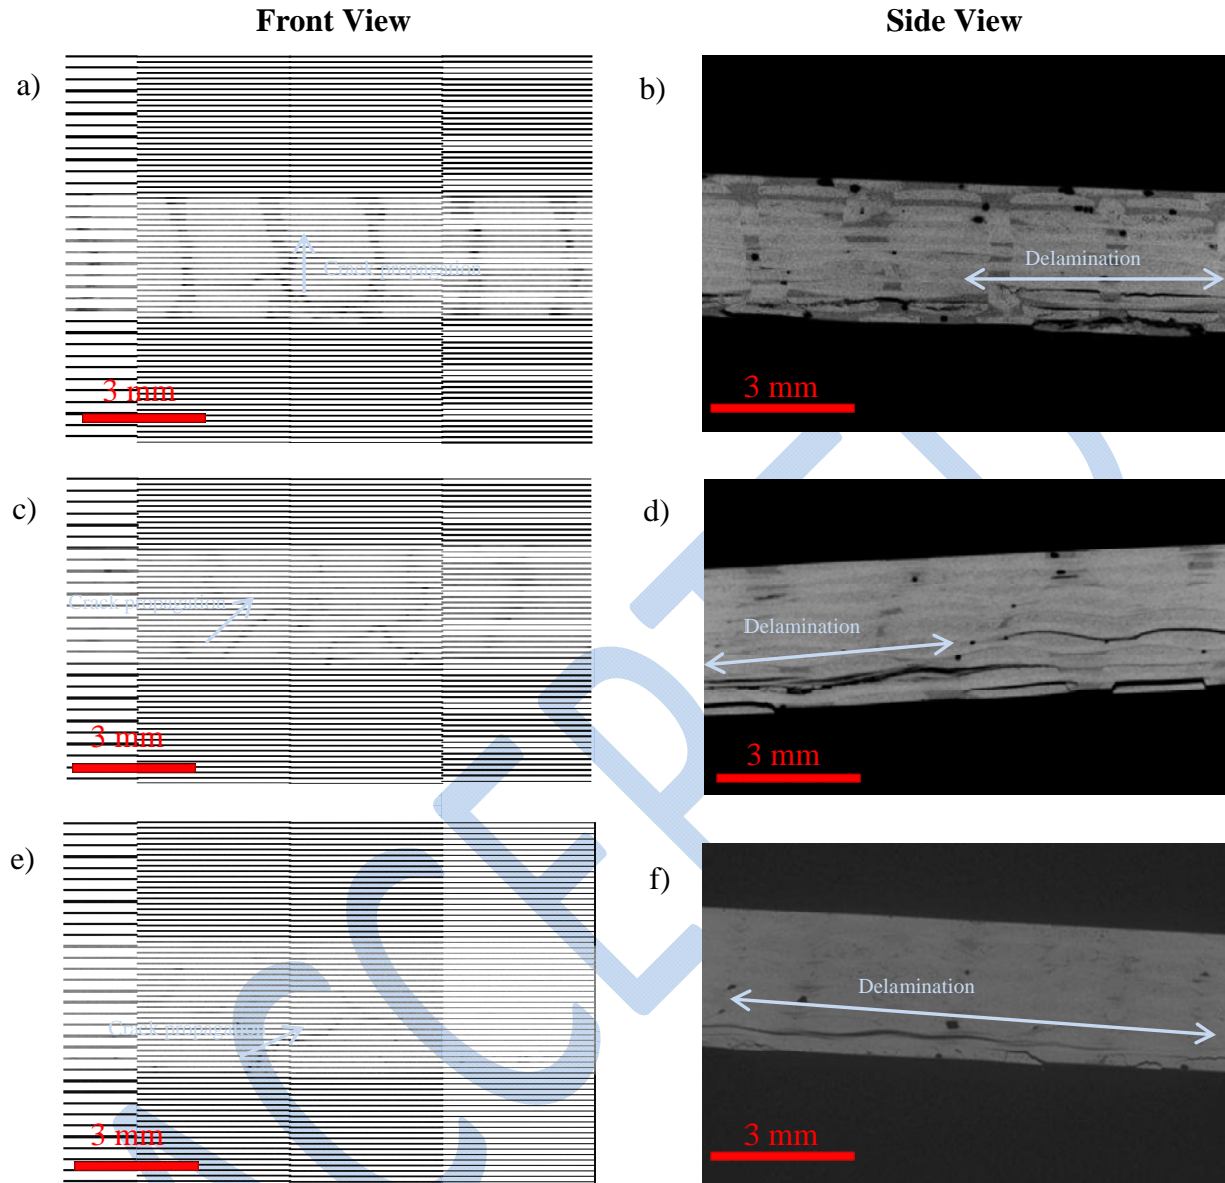 Front View
Side View
a)
b)
Crack propagation
Delamination
3 mm
3 mm
c)
d)
Crack propagation
Delamination
3 mm
3 mm
e)
f)
Crack propagation
Delamination
3 mm
3 mm